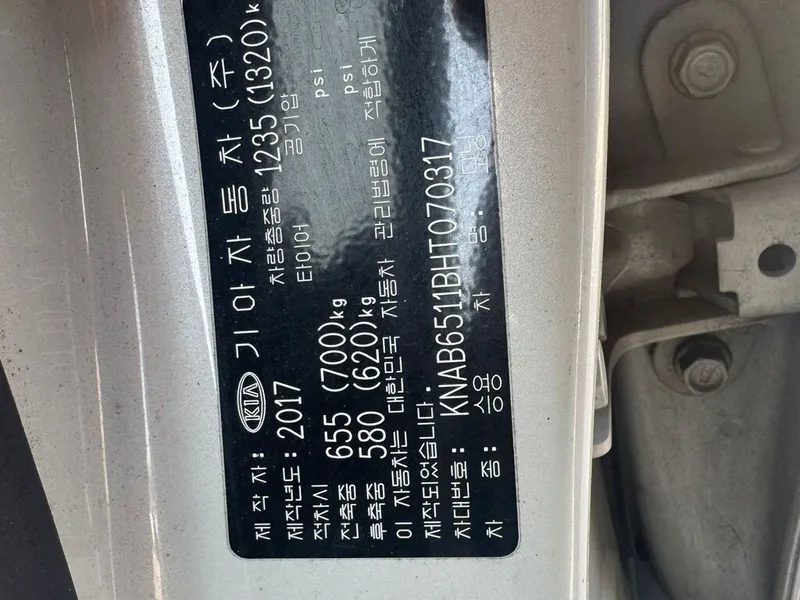 제 작 자: KIA 기 아 자 동 차 ( 주 )
제작년도: 2017 차량총중량 1235 (1320)k
적차시 타이어 공기압
전축중 655 (700)kg psi
후축중 580 (620)kg psi
이 자동차는 대한민국 자동차 관리법령에 적합하게
제작되었습니다.
차대번호: KNAB6511BHT070317
차 종: 승용 차 명: 모닝